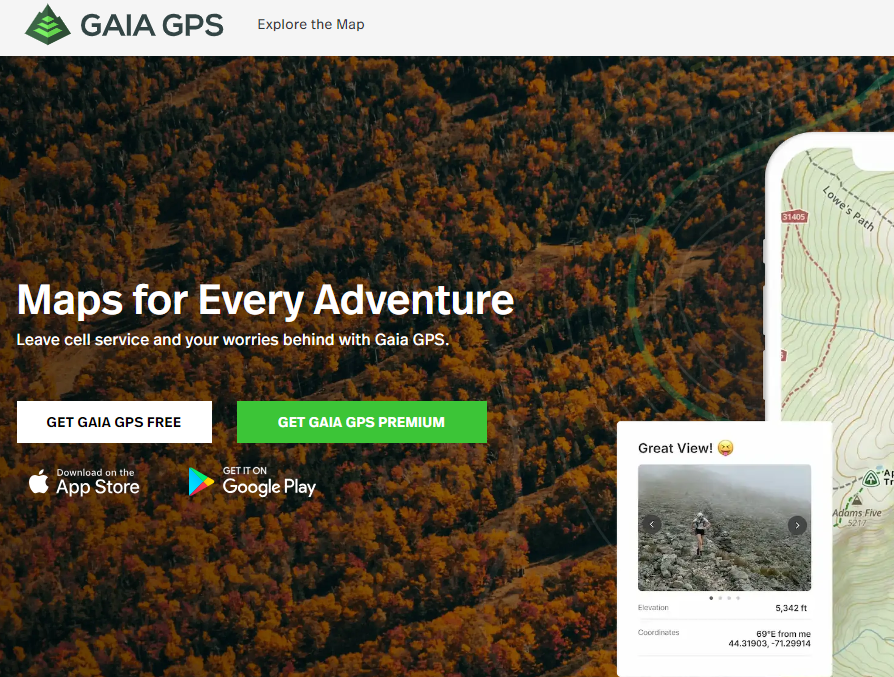 GAIA GPS
Explore the Map
Maps for Every Adventure
Leave cell service and your worries behind with Gaia GPS.
GET GAIA GPS FREE
GET GAIA GPS PREMIUM
Download on the
App Store
GET IT ON
Google Play
31405
Lowe's Path
Great View! 😝
Elevation
5,342 ft
Coordinates
69°E from me
44.31903, -71.29914
Adams Five
5217